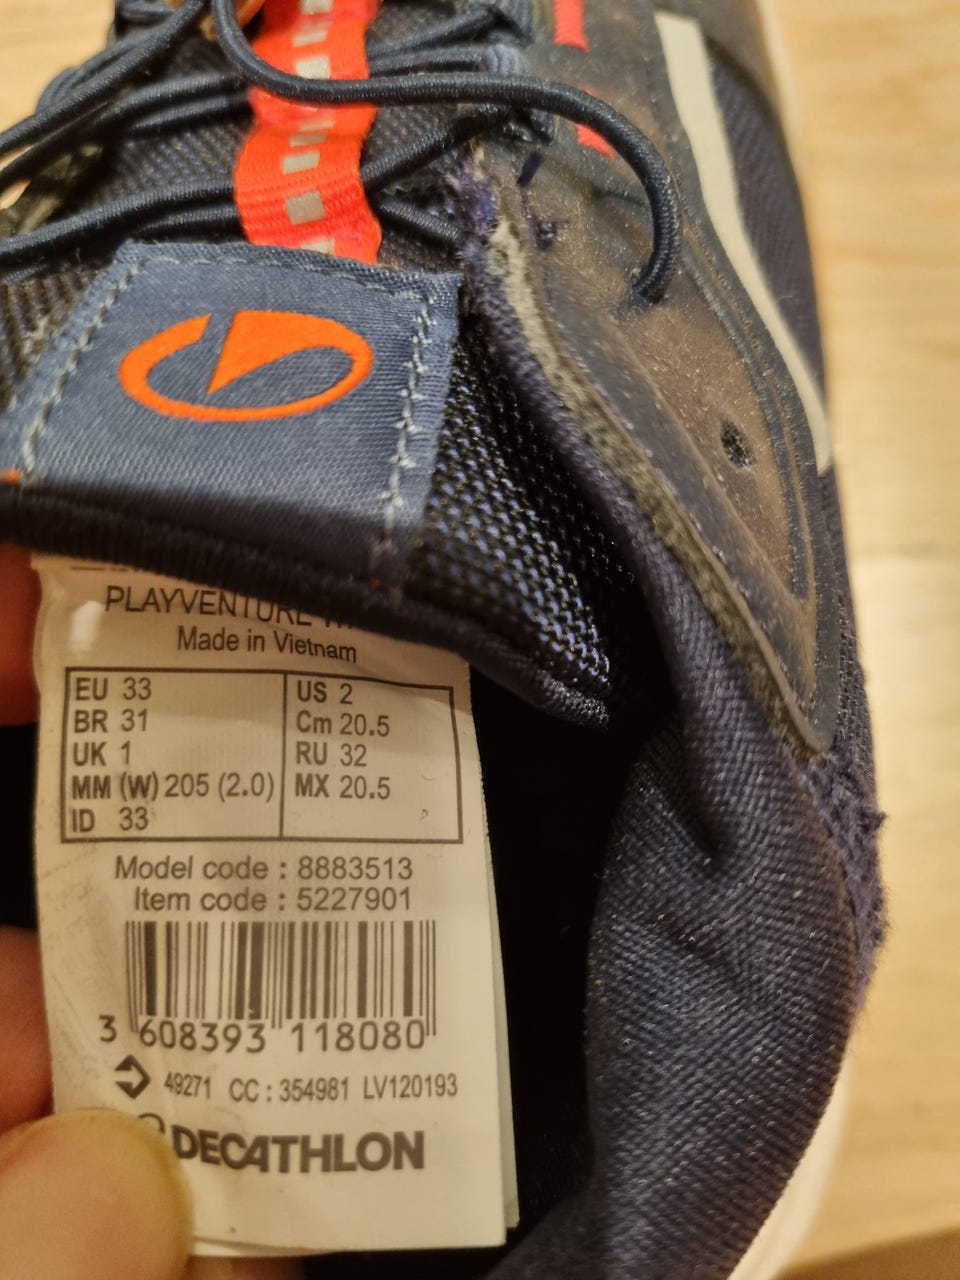 PLAYVENTURE
Made in Vietnam
EU 33
BR 31
UK 1
MM (W) 205 (2.0)
ID 33
US 2
Cm 20.5
RU 32
MX 20.5
Model code : 8883513
Item code : 5227901
3 608393 118080
49271 CC : 354981 LV120193
DECATHLON